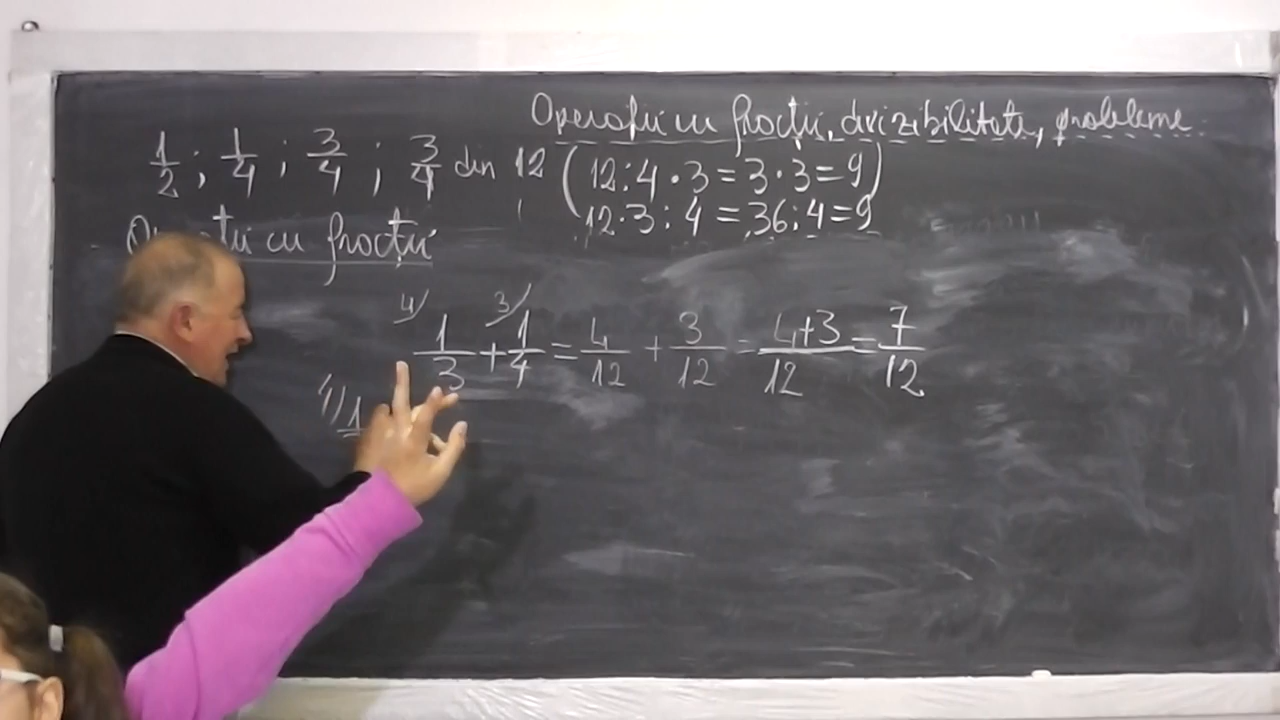 Operații cu fracții, divizibilitate, probleme
1/2 ; 1/4 ; 3/4 ; 3/4 din 12 (12:4·3=3·3=9)
12·3:4=36:4=9
cu fracții
4/ 1/3 + 3/ 1/4 = 4/12 + 3/12 = 4+3/12 = 7/12
1